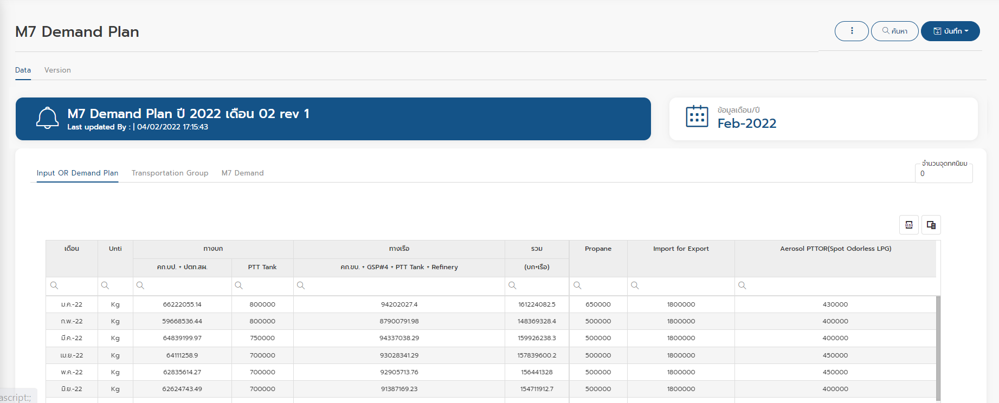 M7 Demand Plan
ค้นหา
บันทึก
Data Version
M7 Demand Plan ปี 2022 เดือน 02 rev 1
Last updated By : | 04/02/2022 17:15:43
ข้อมูลเดือน/ปี
Feb-2022
Input OR Demand Plan Transportation Group M7 Demand
จำนวนจุดทศนิยม
0
xlsx
เดือน Unti ทางบก ทางเรือ รวม Propane Import for Export Aerosol PTTOR(Spot Odorless LPG)
คก.บป. + ปตท.สผ. PTT Tank คก.ขบ. + GSP#4 + PTT Tank + Refinery (บก+เรือ)
ม.ค.-22 Kg 66222055.14 800000 94202027.4 161224082.5 650000 1800000 430000
ก.พ.-22 Kg 59668536.44 800000 87900791.98 148369328.4 500000 1800000 400000
มี.ค.-22 Kg 64839199.97 750000 94337038.29 159926238.3 500000 1800000 400000
เม.ย.-22 Kg 64111258.9 700000 93028341.29 157839600.2 500000 1800000 450000
พ.ค.-22 Kg 62835614.27 700000 92905713.76 156441328 500000 1800000 450000
มิ.ย.-22 Kg 62624743.49 700000 91387169.23 154711912.7 500000 1800000 400000
ascript:;